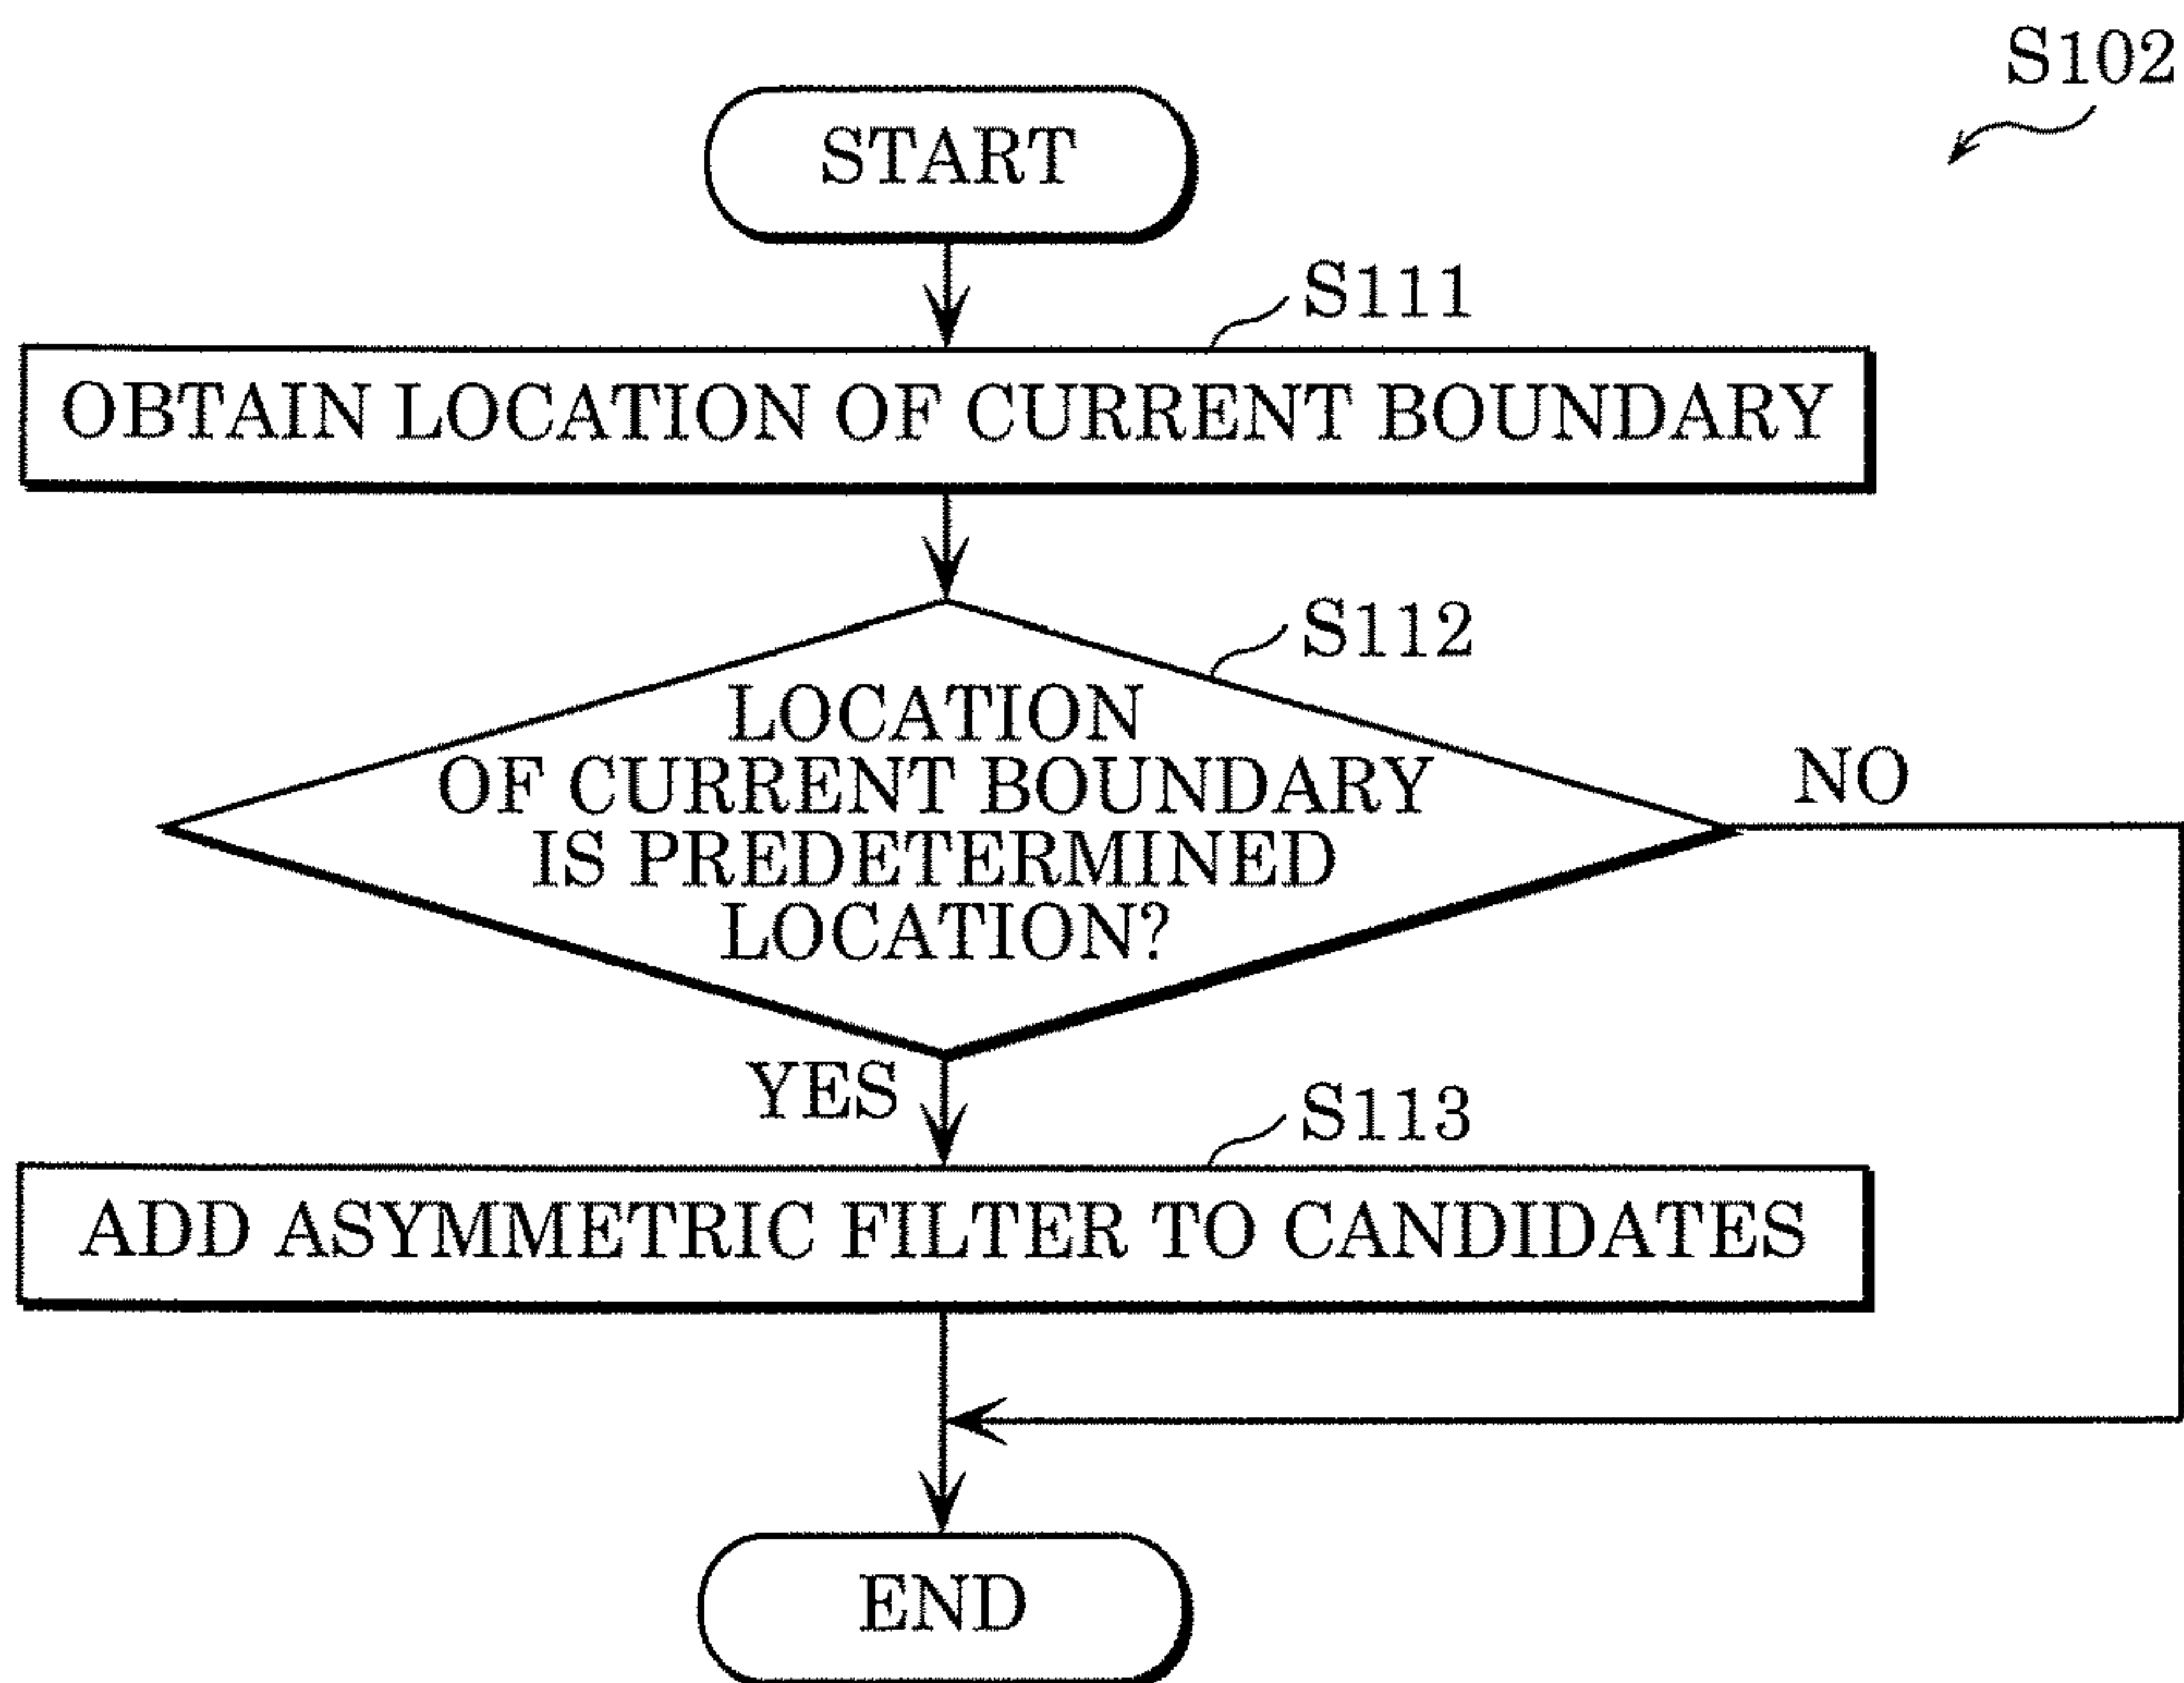 S102
START
S111
OBTAIN LOCATION OF CURRENT BOUNDARY
S112
LOCATION
OF CURRENT BOUNDARY
IS PREDETERMINED
LOCATION?
NO
YES
S113
ADD ASYMMETRIC FILTER TO CANDIDATES
END